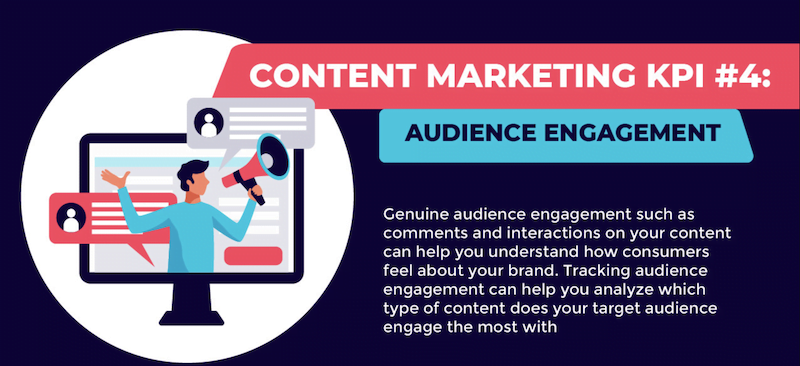 CONTENT MARKETING KPI #4:
AUDIENCE ENGAGEMENT
Genuine audience engagement such as
comments and interactions on your content
can help you understand how consumers
feel about your brand. Tracking audience
engagement can help you analyze which
type of content does your target audience
engage the most with